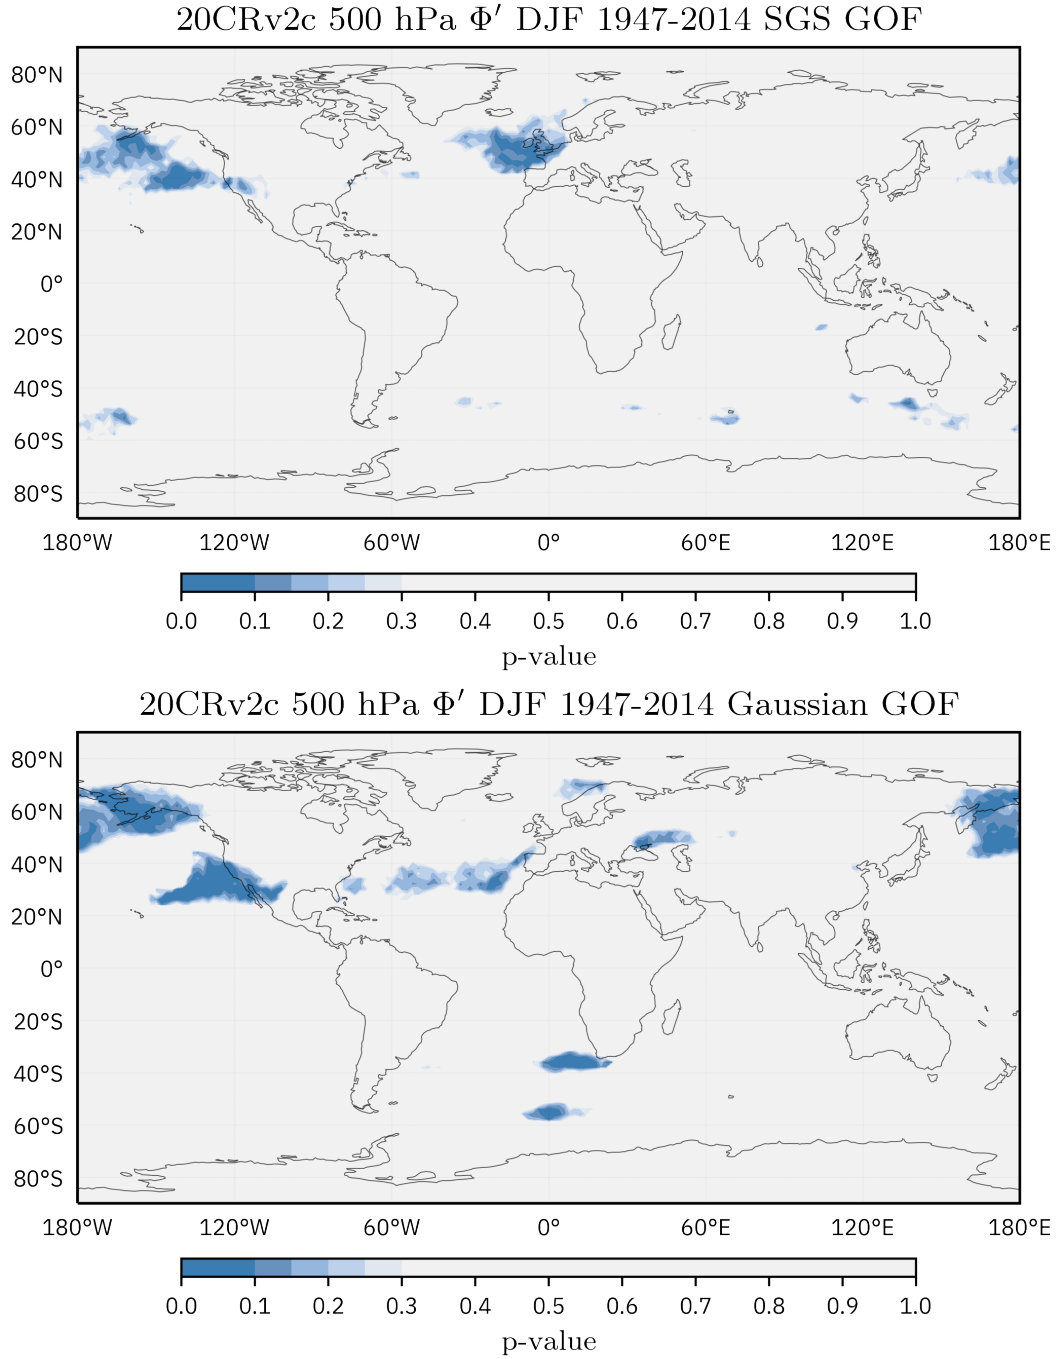 20CRv2c 500 hPa Φ′ DJF 1947-2014 SGS GOF
80°N
60°N
40°N
20°N
0°
20°S
40°S
60°S
80°S
180°W 120°W 60°W 0° 60°E 120°E 180°E
0.0 0.1 0.2 0.3 0.4 0.5 0.6 0.7 0.8 0.9 1.0
p-value
20CRv2c 500 hPa Φ′ DJF 1947-2014 Gaussian GOF
80°N
60°N
40°N
20°N
0°
20°S
40°S
60°S
80°S
180°W 120°W 60°W 0° 60°E 120°E 180°E
0.0 0.1 0.2 0.3 0.4 0.5 0.6 0.7 0.8 0.9 1.0
p-value